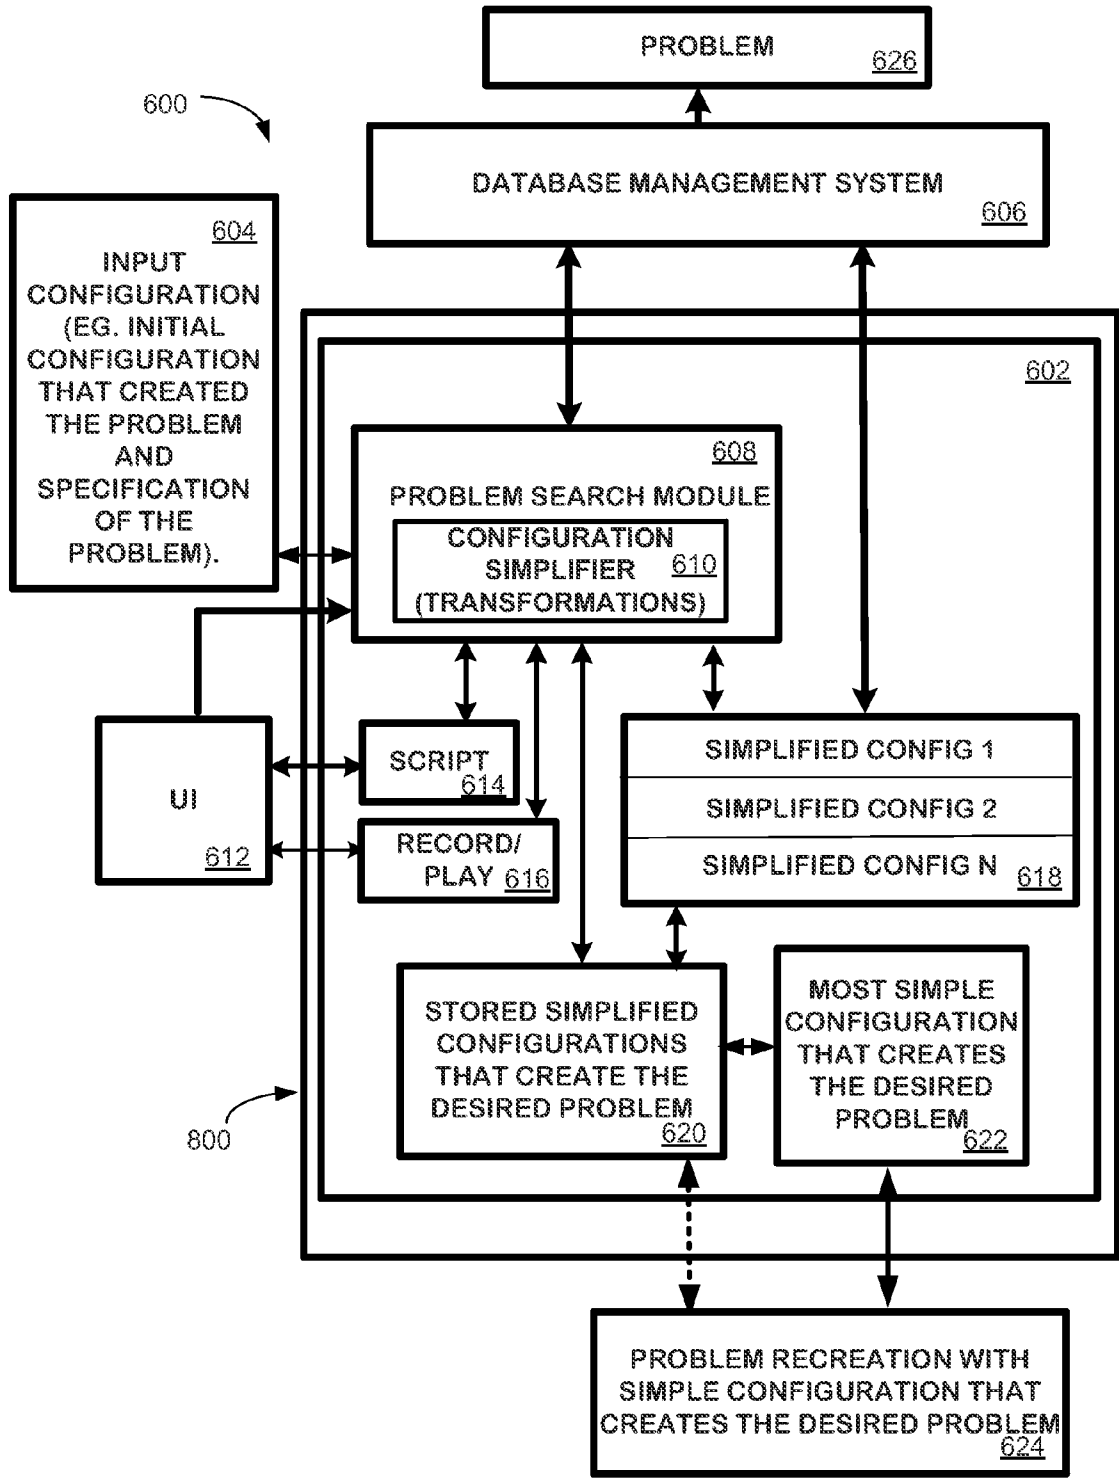 PROBLEM
626
600
DATABASE MANAGEMENT SYSTEM
606
604
INPUT
CONFIGURATION
(EG. INITIAL
CONFIGURATION
THAT CREATED
THE PROBLEM
AND
SPECIFICATION
OF THE
PROBLEM).
602
608
PROBLEM SEARCH MODULE
CONFIGURATION
SIMPLIFIER
610
(TRANSFORMATIONS)
UI
612
SCRIPT
614
RECORD/
PLAY
616
SIMPLIFIED CONFIG 1
SIMPLIFIED CONFIG 2
SIMPLIFIED CONFIG N
618
STORED SIMPLIFIED
CONFIGURATIONS
THAT CREATE THE
DESIRED PROBLEM
620
MOST SIMPLE
CONFIGURATION
THAT CREATES
THE DESIRED
PROBLEM
622
800
PROBLEM RECREATION WITH
SIMPLE CONFIGURATION THAT
CREATES THE DESIRED PROBLEM
624